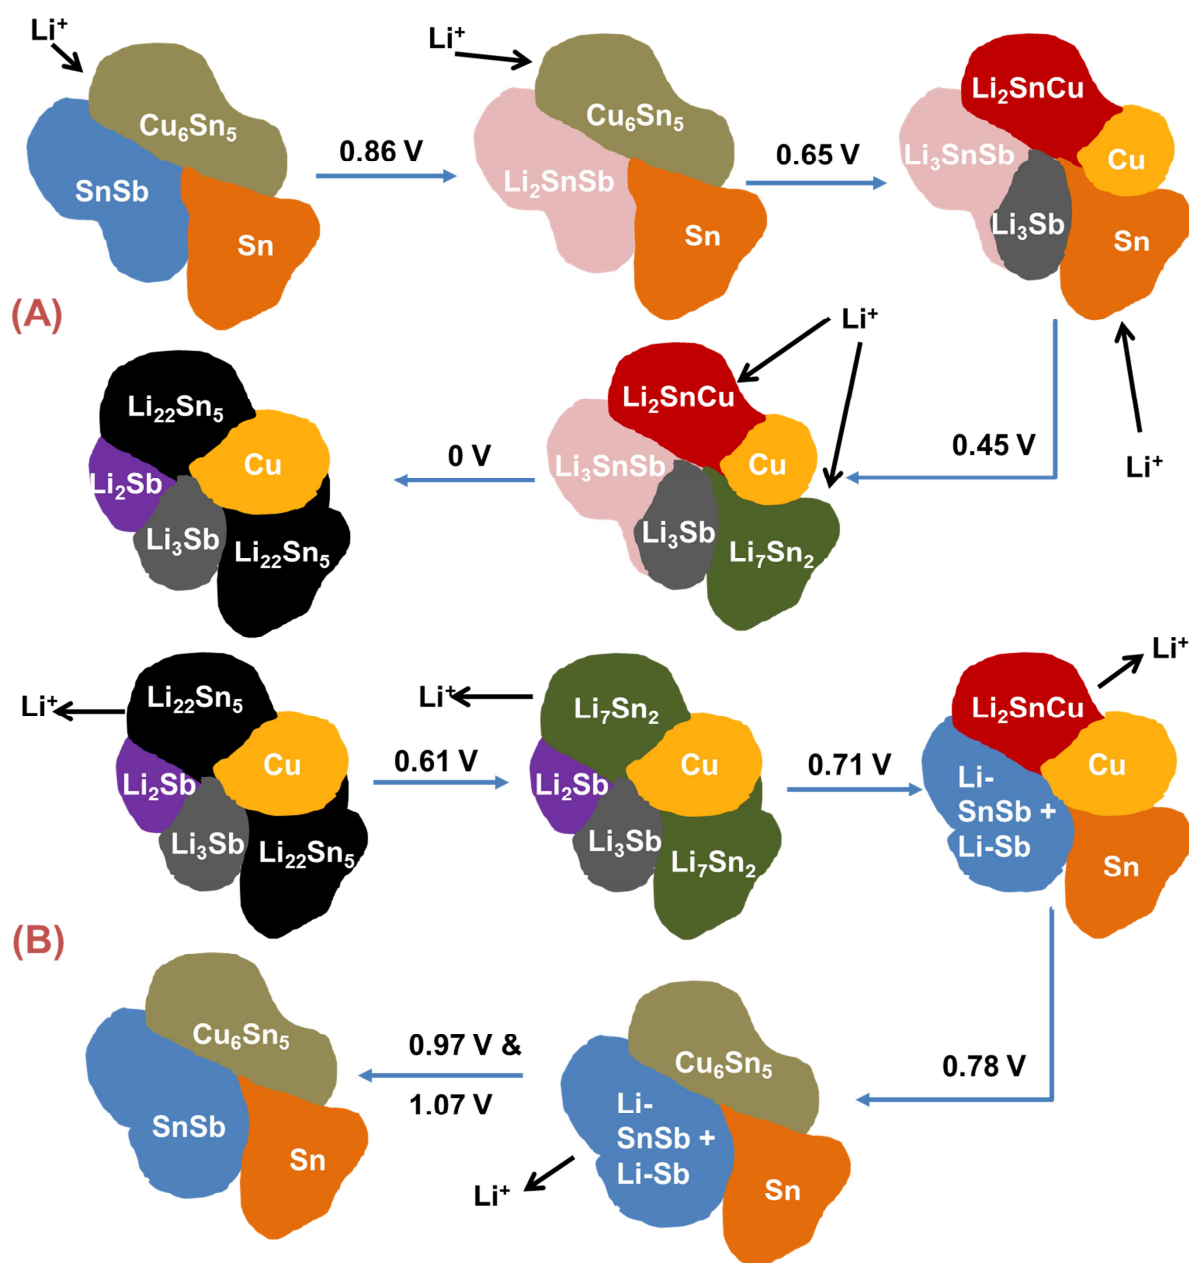 Li⁺
Cu₆Sn₅
SnSb
Sn
0.86 V
Li⁺
Cu₆Sn₅
Li₂SnSb
Sn
0.65 V
Li₂SnCu
Li₃SnSb
Cu
Li₃Sb
Sn
(A)
Li⁺
0.45 V
Li⁺
Li₂SnCu
Li₃SnSb
Cu
Li₃Sb
Li₇Sn₂
0 V
Li₂₂Sn₅
Cu
Li₂Sb
Li₃Sb
Li₂₂Sn₅
Li⁺
Li₂₂Sn₅
Cu
Li₂Sb
Li₃Sb
Li₂₂Sn₅
0.61 V
Li⁺
Li₇Sn₂
Cu
Li₂Sb
Li₃Sb
Li₇Sn₂
0.71 V
Li⁺
Li₂SnCu
Cu
Li-
SnSb +
Li-Sb
Sn
(B)
0.78 V
Cu₆Sn₅
Li-
SnSb +
Li-Sb
Sn
Li⁺
0.97 V &
1.07 V
Cu₆Sn₅
SnSb
Sn